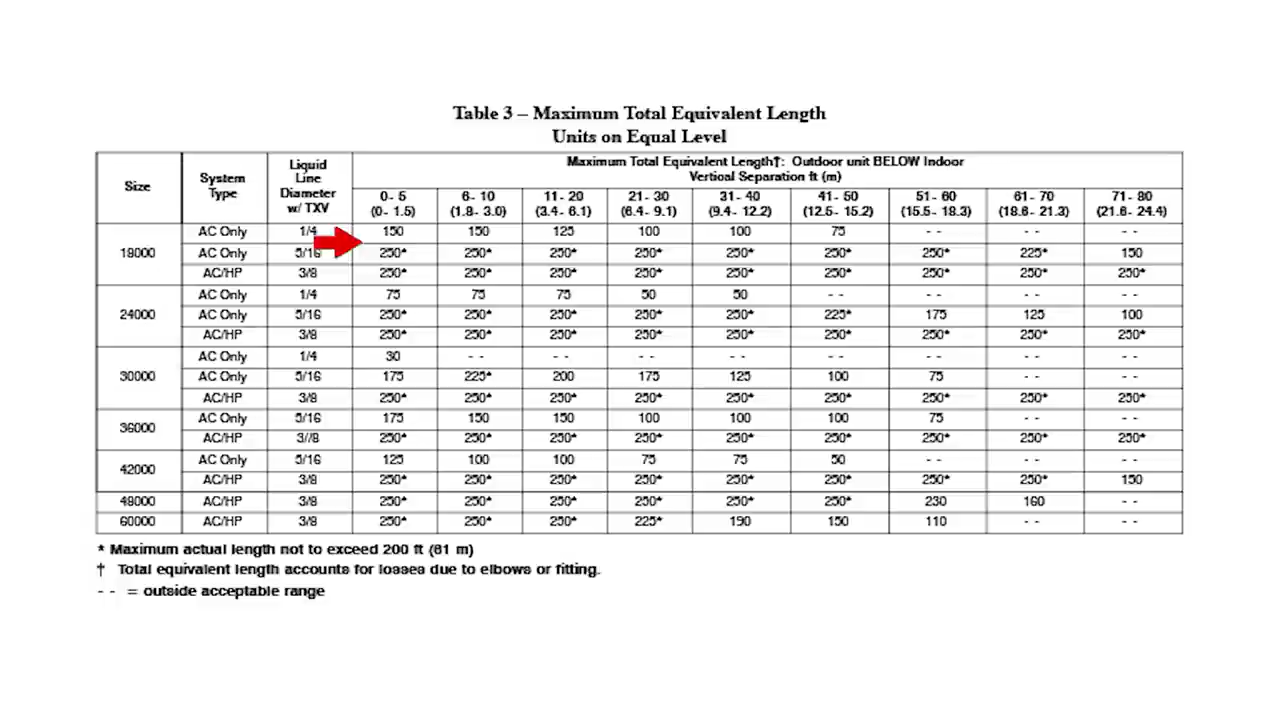 Table 3 – Maximum Total Equivalent Length
Units on Equal Level
Size System Type Liquid Line Diameter w/ TXV Maximum Total Equivalent Length†: Outdoor unit BELOW Indoor
Vertical Separation ft (m)
0- 5 6- 10 11- 20 21- 30 31- 40 41- 50 51- 60 61- 70 71- 80
(0- 1.5) (1.8- 3.0) (3.4- 6.1) (6.4- 9.1) (9.4- 12.2) (12.5- 15.2) (15.5- 18.3) (18.6- 21.3) (21.6- 24.4)
18000 AC Only 1/4 150 150 125 100 100 75 - - - - - -
AC Only 5/16 250* 250* 250* 250* 250* 250* 250* 225* 150
AC/HP 3/8 250* 250* 250* 250* 250* 250* 250* 250* 250*
24000 AC Only 1/4 75 75 75 50 50 - - - - - - - -
AC Only 5/16 250* 250* 250* 250* 250* 225* 175 125 100
AC/HP 3/8 250* 250* 250* 250* 250* 250* 250* 250* 250*
30000 AC Only 1/4 30 - - - - - - - - - - - - - - - -
AC Only 5/16 175 225* 200 175 125 100 75 - - - -
AC/HP 3/8 250* 250* 250* 250* 250* 250* 250* 250* 250*
36000 AC Only 5/16 175 150 150 100 100 100 75 - - - -
AC/HP 3//8 250* 250* 250* 250* 250* 250* 250* 250* 250*
42000 AC Only 5/16 125 100 100 75 75 50 - - - - - -
AC/HP 3/8 250* 250* 250* 250* 250* 250* 250* 250* 150
48000 AC/HP 3/8 250* 250* 250* 250* 250* 250* 230 160 - -
60000 AC/HP 3/8 250* 250* 250* 225* 190 150 110 - - - -
* Maximum actual length not to exceed 200 ft (61 m)
† Total equivalent length accounts for losses due to elbows or fitting.
- - = outside acceptable range